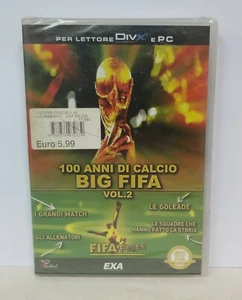 PER LETTORE DivX E PC
Euro 5,99
100 ANNI DI CALCIO
BIG FIFA
VOL.2
I GRANDI MATCH
LE GOLEADE
GLI ALLENATORI
LE SQUADRE CHE
HANNO FATTO LA STORIA
FIFA
EXA